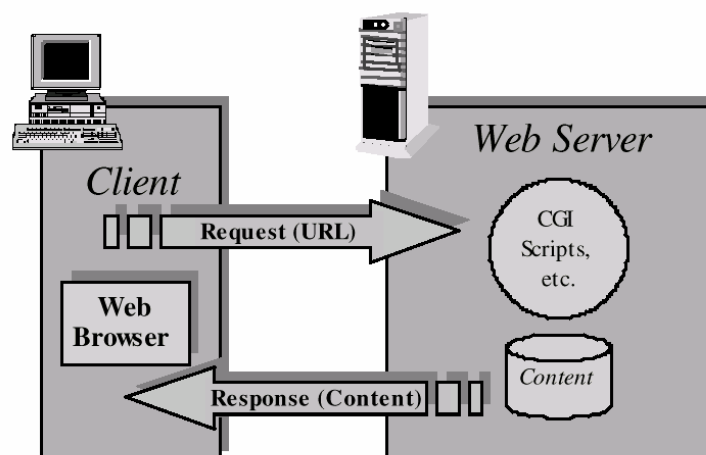 Client
Web Server
Request (URL)
CGI
Scripts,
etc.
Web
Browser
Response (Content)
Content